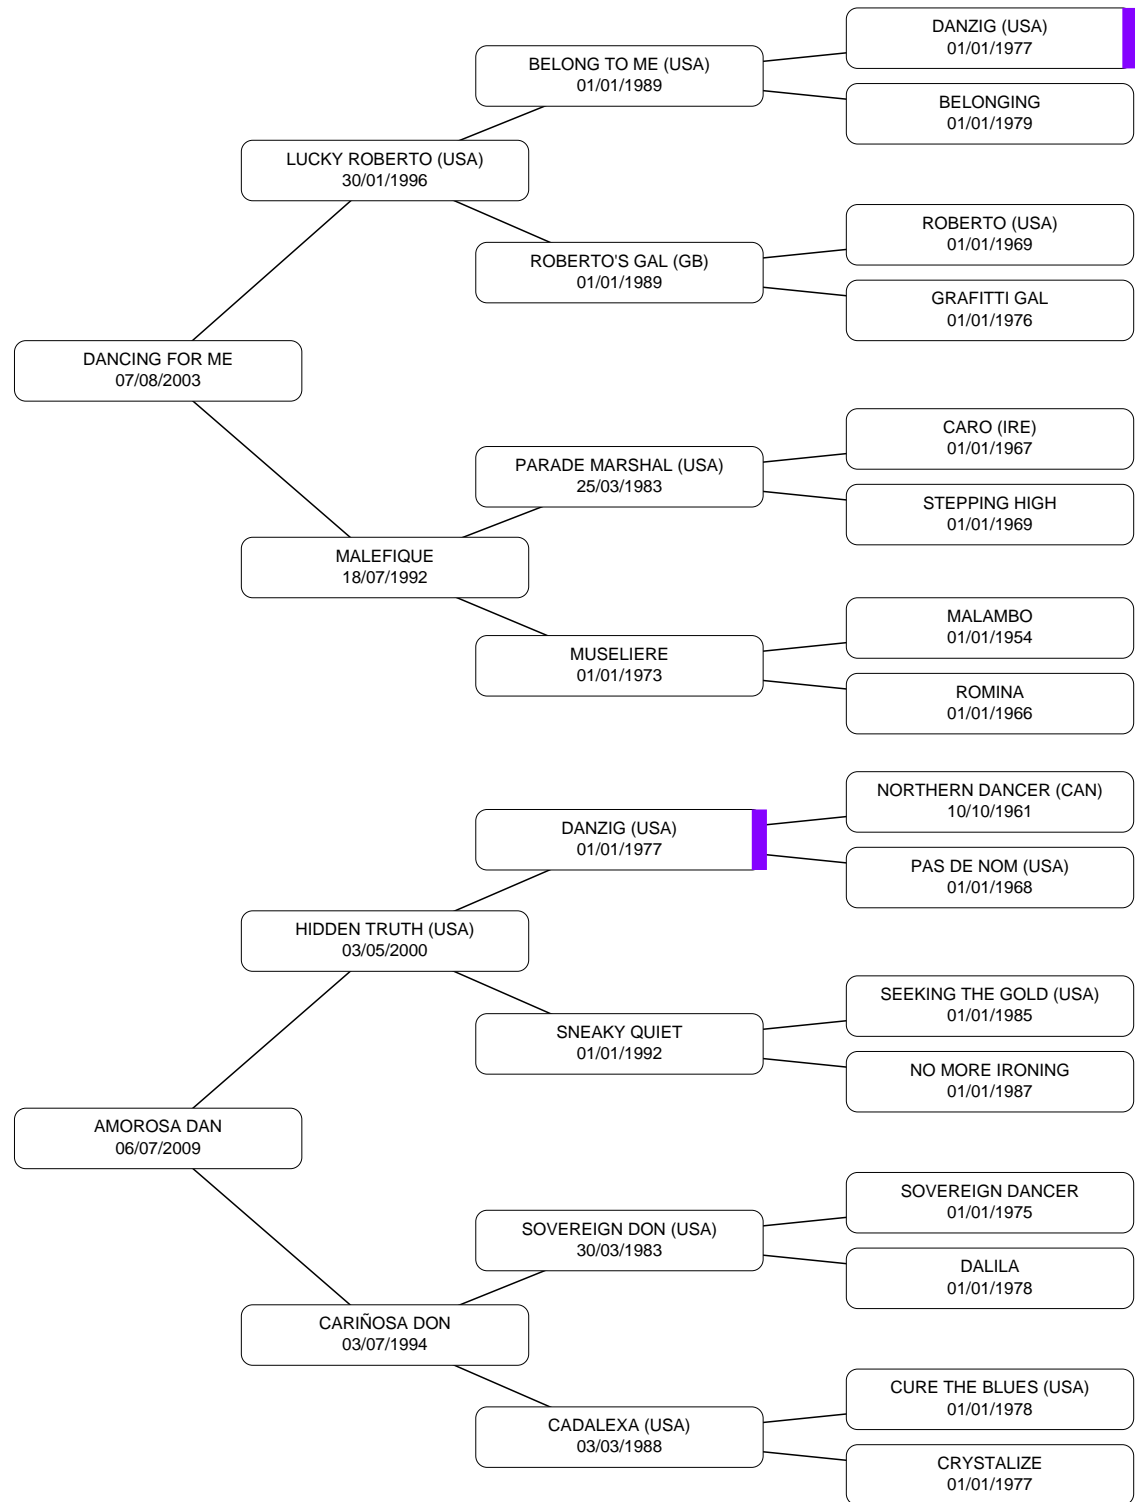 DANZIG (USA)
01/01/1977
BELONG TO ME (USA)
01/01/1989
BELONGING
01/01/1979
LUCKY ROBERTO (USA)
30/01/1996
ROBERTO (USA)
01/01/1969
ROBERTO'S GAL (GB)
01/01/1989
GRAFITTI GAL
01/01/1976
DANCING FOR ME
07/08/2003
CARO (IRE)
01/01/1967
PARADE MARSHAL (USA)
25/03/1983
STEPPING HIGH
01/01/1969
MALEFIQUE
18/07/1992
MALAMBO
01/01/1954
MUSELIERE
01/01/1973
ROMINA
01/01/1966
NORTHERN DANCER (CAN)
10/10/1961
DANZIG (USA)
01/01/1977
PAS DE NOM (USA)
01/01/1968
HIDDEN TRUTH (USA)
03/05/2000
SEEKING THE GOLD (USA)
01/01/1985
SNEAKY QUIET
01/01/1992
NO MORE IRONING
01/01/1987
AMOROSA DAN
06/07/2009
SOVEREIGN DANCER
01/01/1975
SOVEREIGN DON (USA)
30/03/1983
DALILA
01/01/1978
CARIÑOSA DON
03/07/1994
CURE THE BLUES (USA)
01/01/1978
CADALEXA (USA)
03/03/1988
CRYSTALIZE
01/01/1977